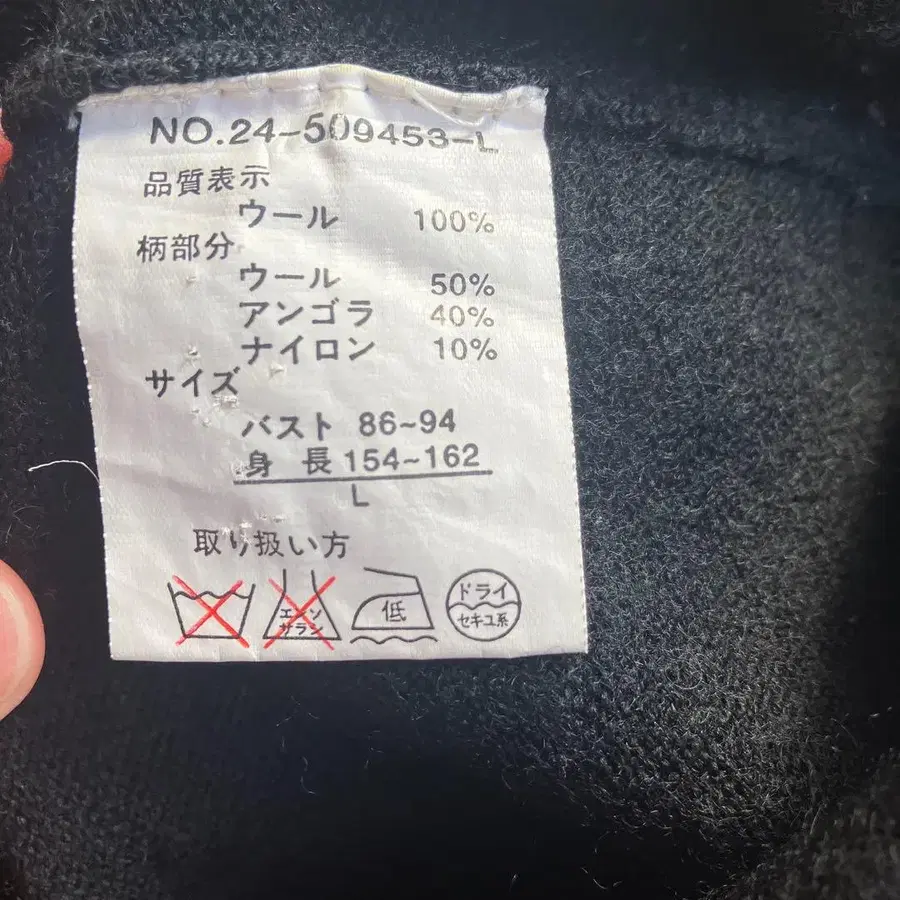 NO.24-509453-L
品質表示
ウール 100%
柄部分
ウール 50%
アンゴラ 40%
ナイロン 10%
サイズ
バスト 86~94
身長 154~162
L
取り扱い方
エンソ
サラシ
低
ドライ
セキユ系